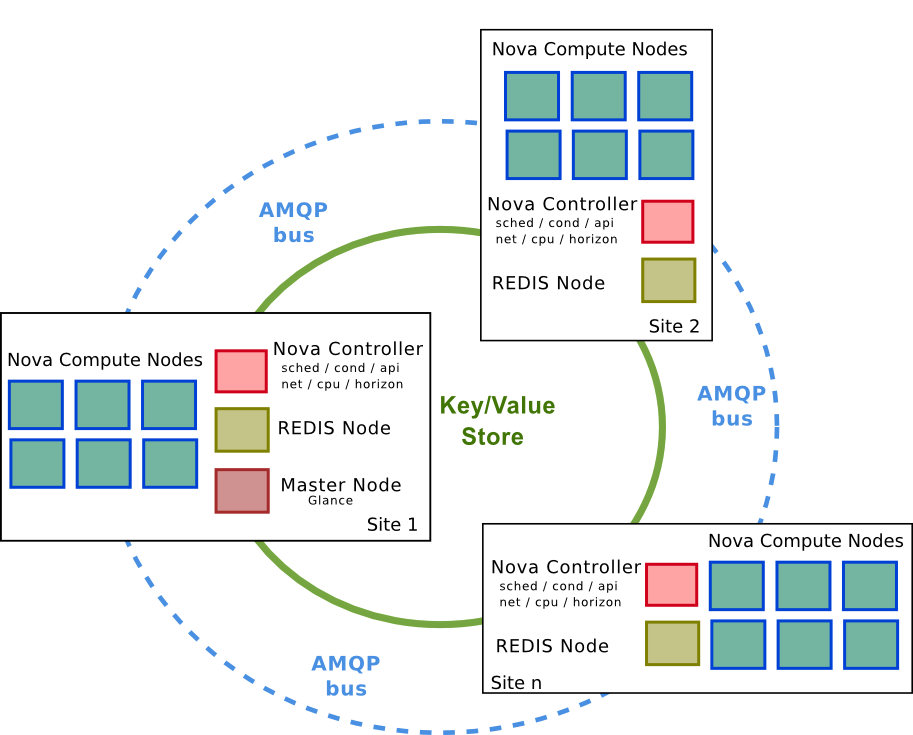 Nova Compute Nodes
Nova Controller
sched / cond / api
net / cpu / horizon
REDIS Node
Site 2
AMQP
bus
Nova Compute Nodes
Nova Controller
sched / cond / api
net / cpu / horizon
REDIS Node
Master Node
Glance
Site 1
Key/Value
Store
AMQP
bus
Nova Compute Nodes
Nova Controller
sched / cond / api
net / cpu / horizon
REDIS Node
Site n
AMQP
bus